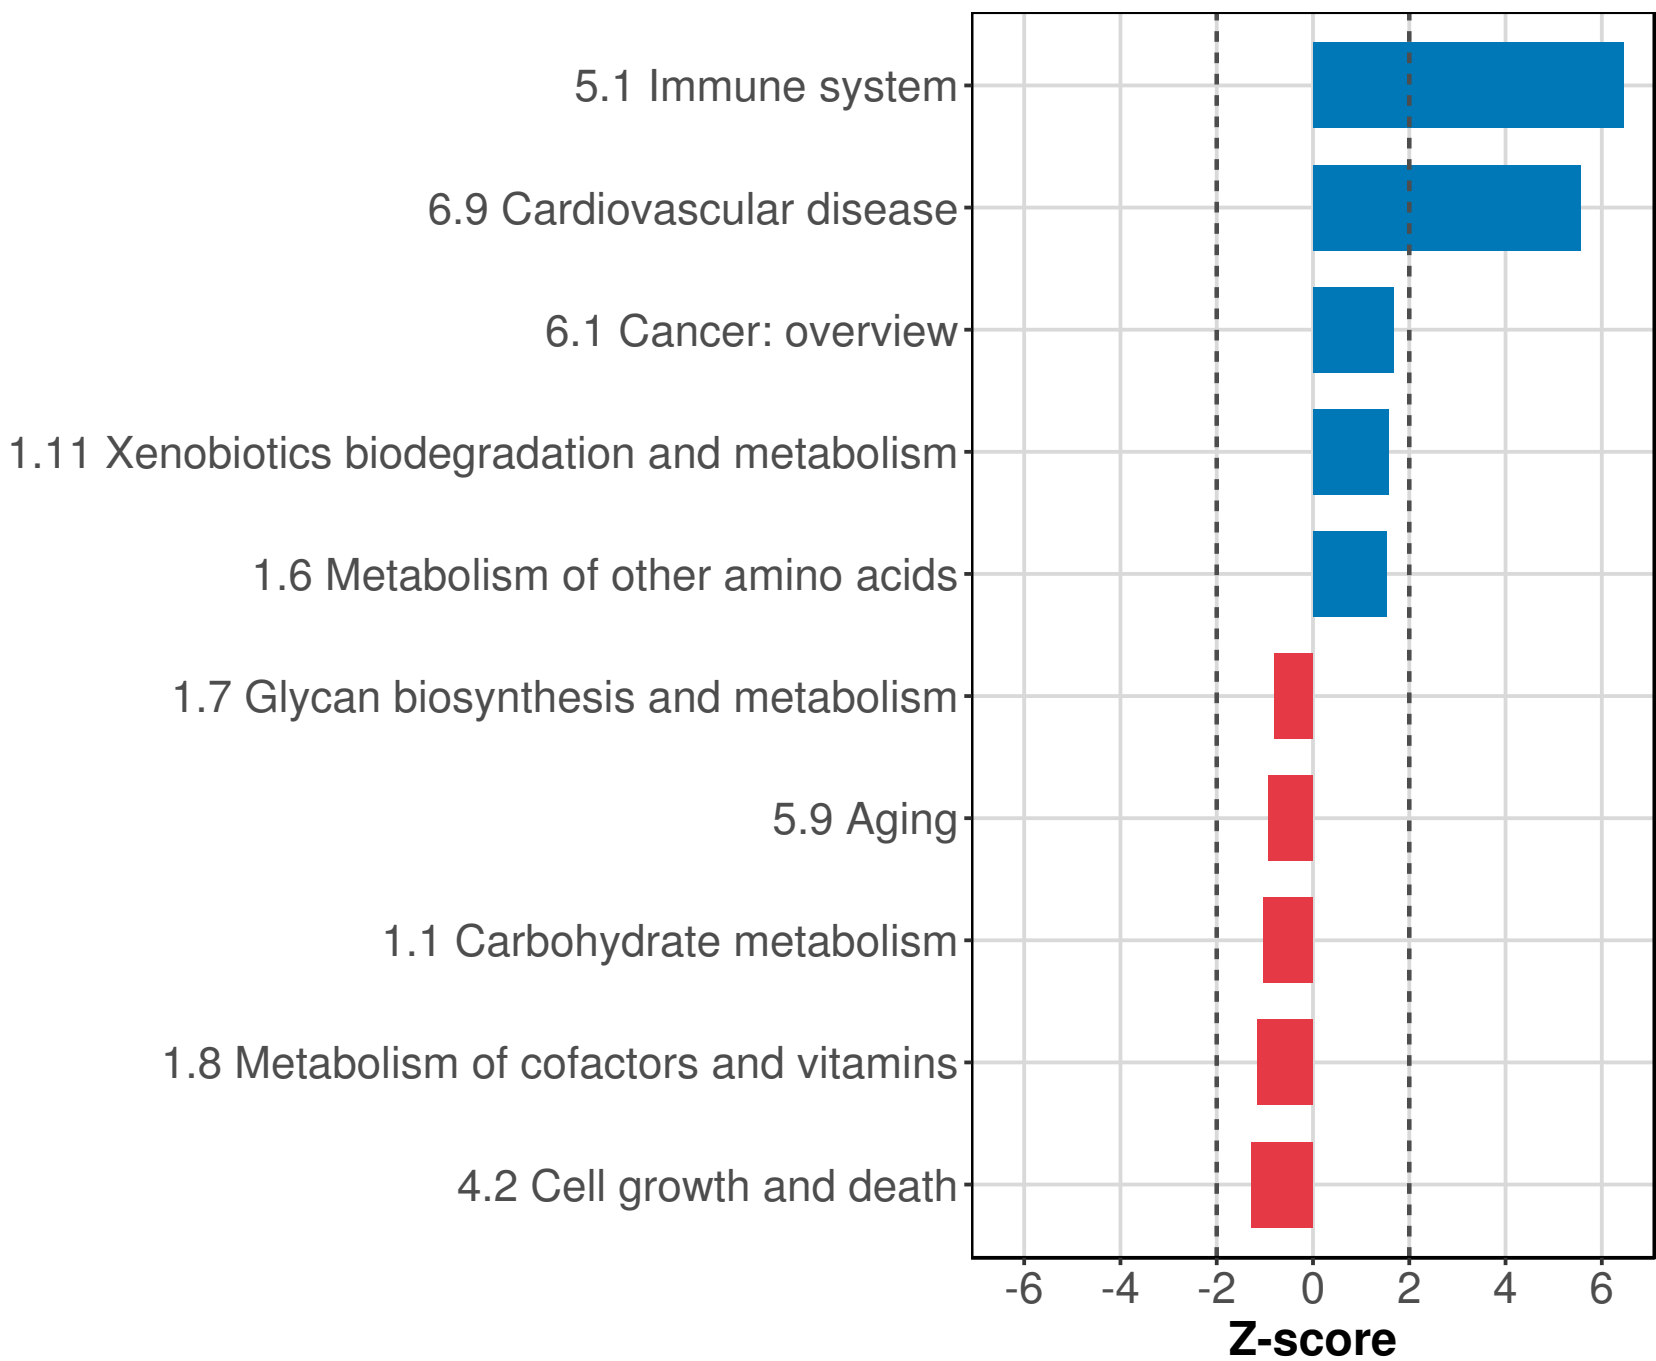 5.1 Immune system
6.9 Cardiovascular disease
6.1 Cancer: overview
1.11 Xenobiotics biodegradation and metabolism
1.6 Metabolism of other amino acids
1.7 Glycan biosynthesis and metabolism
5.9 Aging
1.1 Carbohydrate metabolism
1.8 Metabolism of cofactors and vitamins
4.2 Cell growth and death
-6 -4 -2 0 2 4 6
Z-score